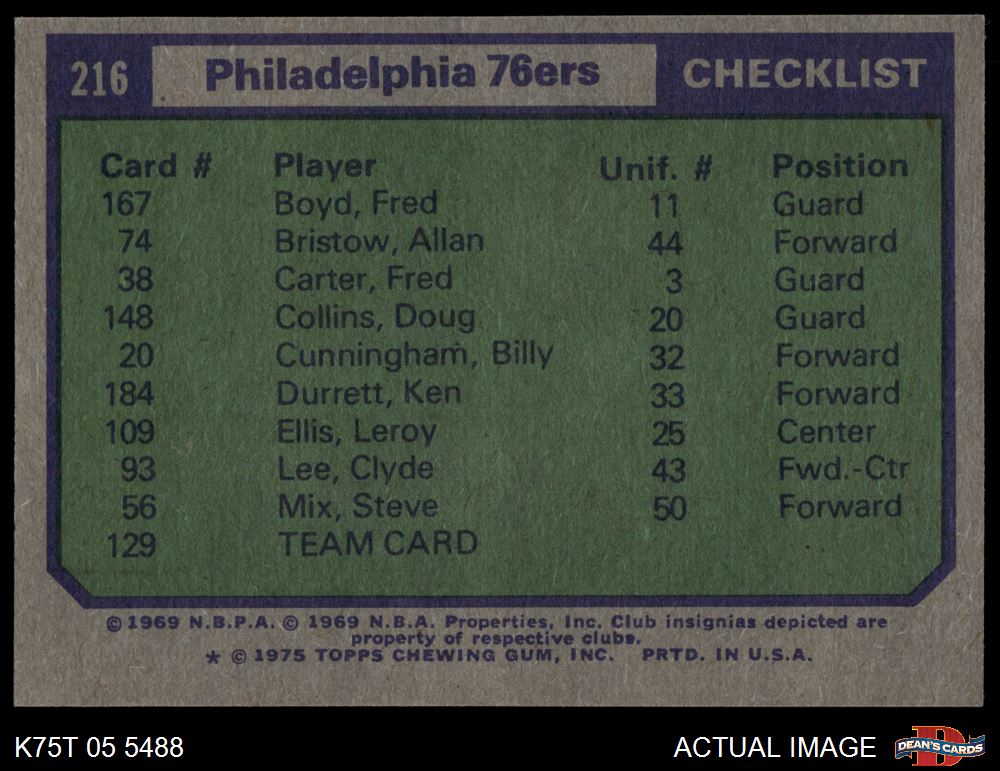 216 Philadelphia 76ers CHECKLIST
Card # Player Unif. # Position
167 Boyd, Fred 11 Guard
74 Bristow, Allan 44 Forward
38 Carter, Fred 3 Guard
148 Collins, Doug 20 Guard
20 Cunningham, Billy 32 Forward
184 Durrett, Ken 33 Forward
109 Ellis, Leroy 25 Center
93 Lee, Clyde 43 Fwd.-Ctr
56 Mix, Steve 50 Forward
129 TEAM CARD
© 1969 N.B.P.A. © 1969 N.B.A. Properties, Inc. Club insignias depicted are
property of respective clubs.
* © 1975 TOPPS CHEWING GUM, INC. PRTD. IN U.S.A.
K75T 05 5488 ACTUAL IMAGE D DEAN'S CARDS